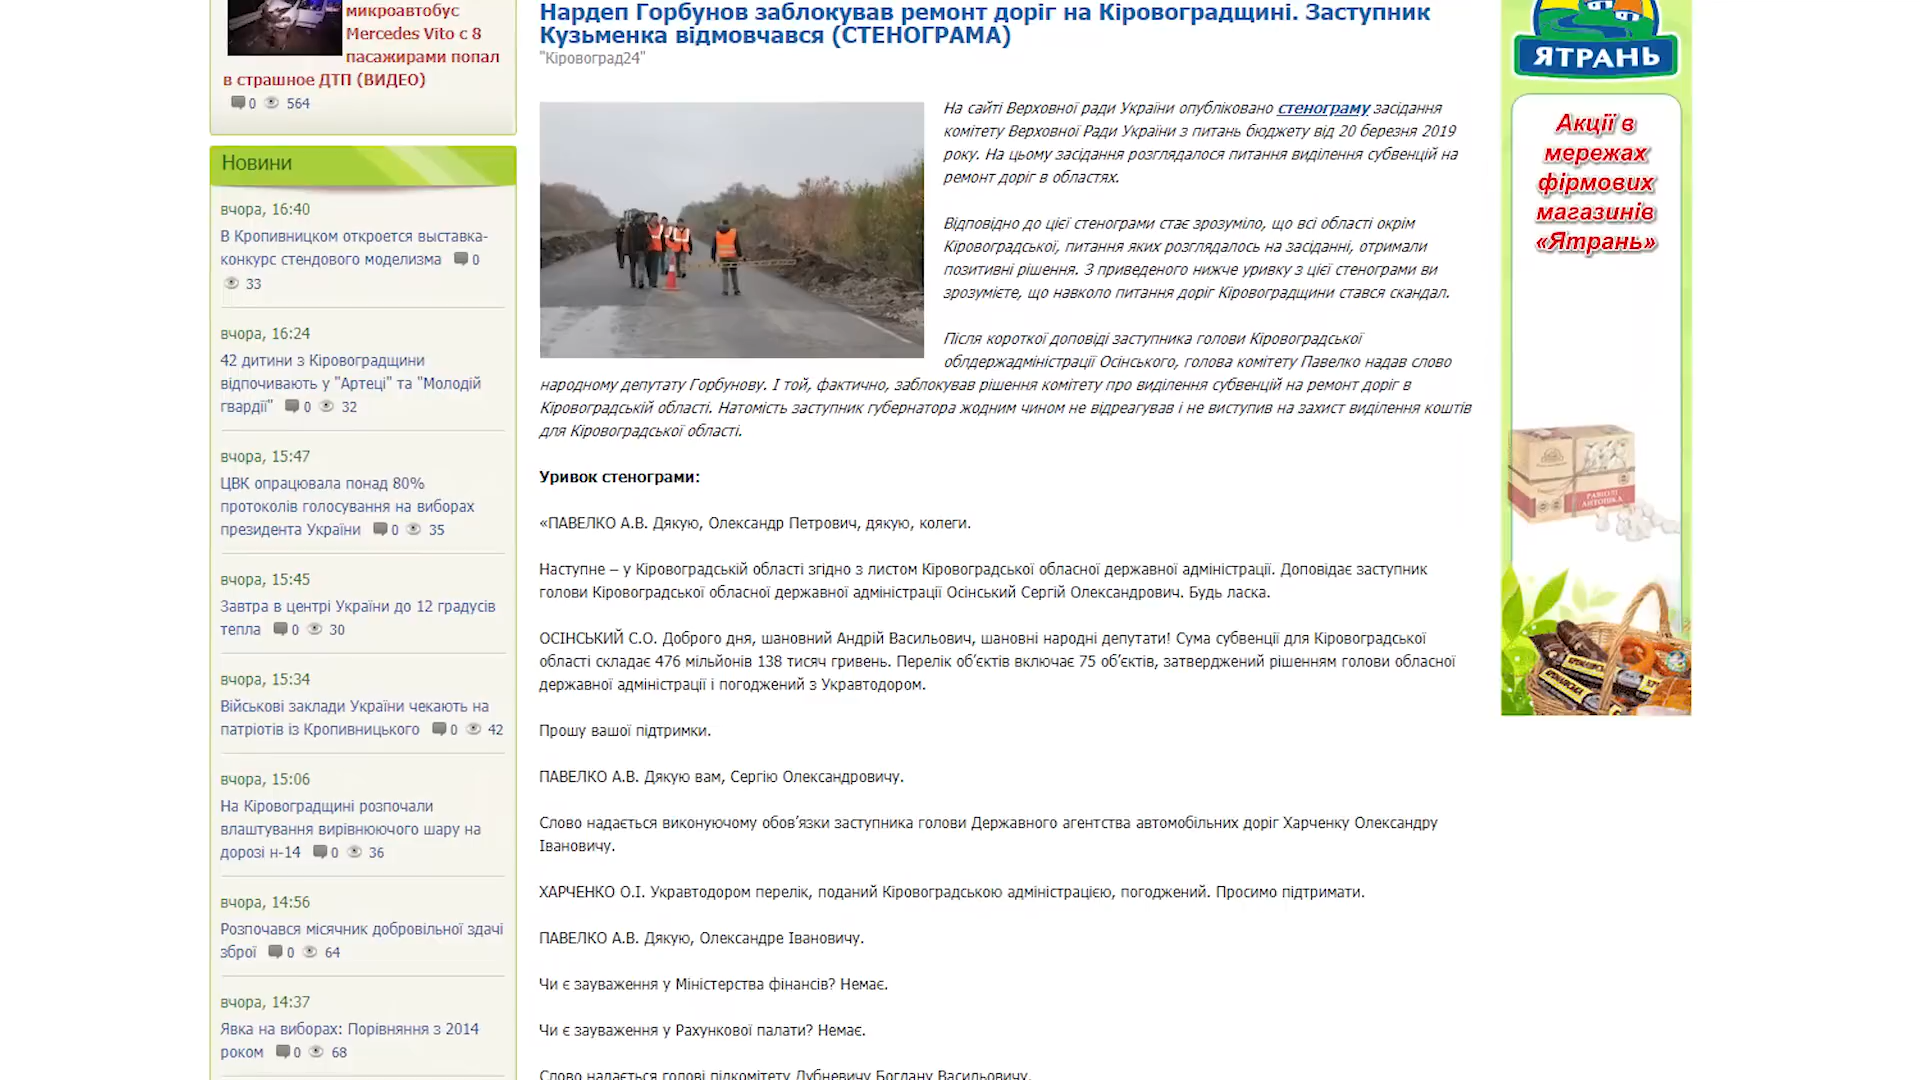 микроавтобус
Mercedes Vito с 8
пасажирами попал
в страшное ДТП (ВИДЕО)
0 564
Новини
вчора, 16:40
В Кропивницком откроется выставка-
конкурс стендового моделизма 0
33
вчора, 16:24
42 дитини з Кіровоградщини
відпочивають у "Артеці" та "Молодій
гвардії" 0 32
вчора, 15:47
ЦВК опрацювала понад 80%
протоколів голосування на виборах
президента України 0 35
вчора, 15:45
Завтра в центрі України до 12 градусів
тепла 0 30
вчора, 15:34
Військові заклади України чекають на
патріотів із Кропивницького 0 42
вчора, 15:06
На Кіровоградщині розпочали
влаштування вирівнюючого шару на
дорозі н-14 0 36
вчора, 14:56
Розпочався місячник добровільної здачі
зброї 0 64
вчора, 14:37
Явка на виборах: Порівняння з 2014
роком 0 68
Нардеп Горбунов заблокував ремонт доріг на Кіровоградщині. Заступник
Кузьменка відмовчався (СТЕНОГРАМА)
"Кіровоград24"
На сайті Верховної ради України опубліковано стенограму засідання
комітету Верховної Ради України з питань бюджету від 20 березня 2019
року. На цьому засідання розглядалося питання виділення субвенцій на
ремонт доріг в областях.
Відповідно до цієї стенограми стає зрозуміло, що всі області окрім
Кіровоградської, питання яких розглядалось на засіданні, отримали
позитивні рішення. З приведеного нижче уривку з цієї стенограми ви
зрозумієте, що навколо питання доріг Кіровоградщини стався скандал.
Після короткої доповіді заступника голови Кіровоградської
облдержадміністрації Осінського, голова комітету Павелко надав слово
народному депутату Горбунову. І той, фактично, заблокував рішення комітету про виділення субвенцій на ремонт доріг в
Кіровоградській області. Натомість заступник губернатора жодним чином не відреагував і не виступив на захист виділення коштів
для Кіровоградської області.
Уривок стенограми:
«ПАВЕЛКО А.В. Дякую, Олександр Петрович, дякую, колеги.
Наступне – у Кіровоградській області згідно з листом Кіровоградської обласної державної адміністрації. Доповідає заступник
голови Кіровоградської обласної державної адміністрації Осінський Сергій Олександрович. Будь ласка.
ОСІНСЬКИЙ С.О. Доброго дня, шановний Андрій Васильович, шановні народні депутати! Сума субвенції для Кіровоградської
області складає 476 мільйонів 138 тисяч гривень. Перелік об’єктів включає 75 об’єктів, затверджений рішенням голови обласної
державної адміністрації і погоджений з Укравтодором.
Прошу вашої підтримки.
ПАВЕЛКО А.В. Дякую вам, Сергію Олександровичу.
Слово надається виконуючому обов’язки заступника голови Державного агентства автомобільних доріг Харченку Олександру
Івановичу.
ХАРЧЕНКО О.І. Укравтодором перелік, поданий Кіровоградською адміністрацією, погоджений. Просимо підтримати.
ПАВЕЛКО А.В. Дякую, Олександре Івановичу.
Чи є зауваження у Міністерства фінансів? Немає.
Чи є зауваження у Рахункової палати? Немає.
Слово надається голові підкомітету Дубневичу Богдану Васильовичу.
ЯТРАНЬ
Акції в
мережах
фірмових
магазинів
«Ятрань»